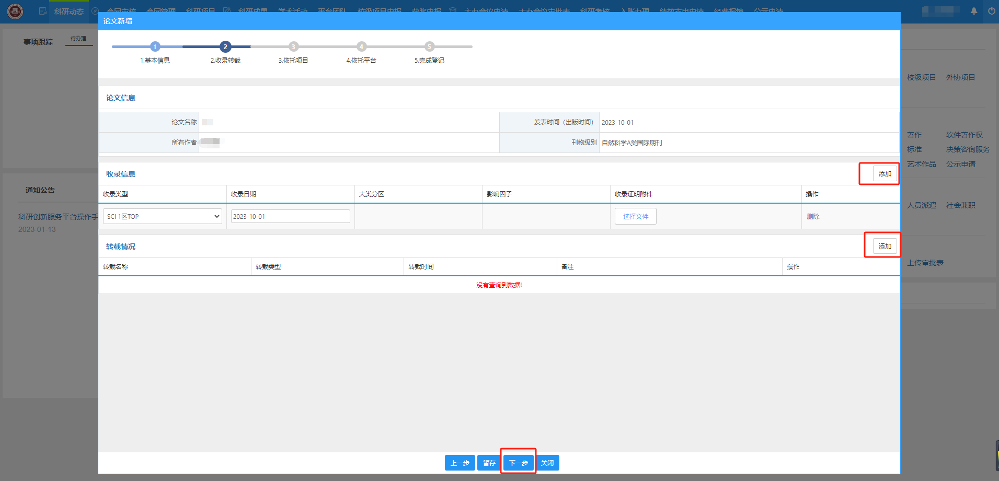 科研动态 合同审核 合同管理 科研项目 科研成果 学术活动 平台团队 校级项目申报 获奖申报 主办会议申请 主办会议审批表 科研考核 入账办理 绩效支出申请 经费报销 公示申请
论文新增
事项跟踪 待办理
1 2 3 4 5
1.基本信息 2.收录转载 3.依托项目 4.依托平台 5.完成登记
校级项目 外协项目
论文信息
论文名称 发表时间（出版时间） 2023-10-01
所有作者 刊物级别 自然科学A类国际期刊
著作 软件著作权
标准 决策咨询服务
艺术作品 公示申请
收录信息 添加
通知公告
收录类型 收录日期 大类分区 影响因子 收录证明附件 操作
人员派遣 社会兼职
SCI 1区TOP 2023-10-01 选择文件 删除
科研创新服务平台操作手
2023-01-13
转载情况 添加
上传审批表
转载名称 转载类型 转载时间 备注 操作
没有查询到数据!
上一步 暂存 下一步 关闭